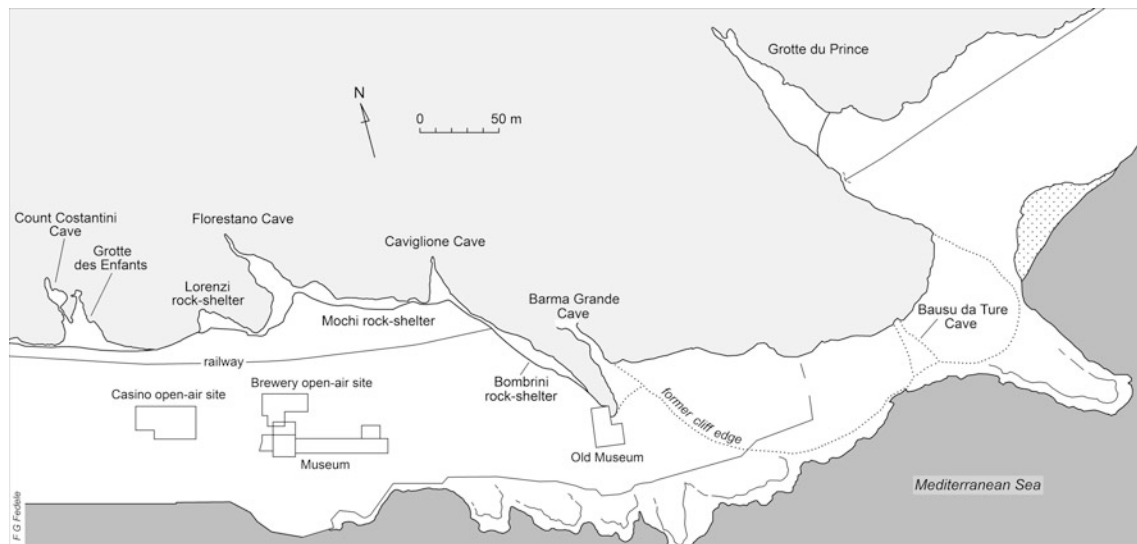 Grotte du Prince
N
0 50 m
Count Costantini
Cave
Grotte
des Enfants
Florestano Cave
Lorenzi
rock-shelter
Caviglione Cave
Mochi rock-shelter
Barma Grande
Cave
Bausu da Ture
Cave
railway
Bombrini
rock-shelter
former cliff edge
Casino open-air site
Brewery open-air site
Museum
Old Museum
Mediterranean Sea
F G Fedele